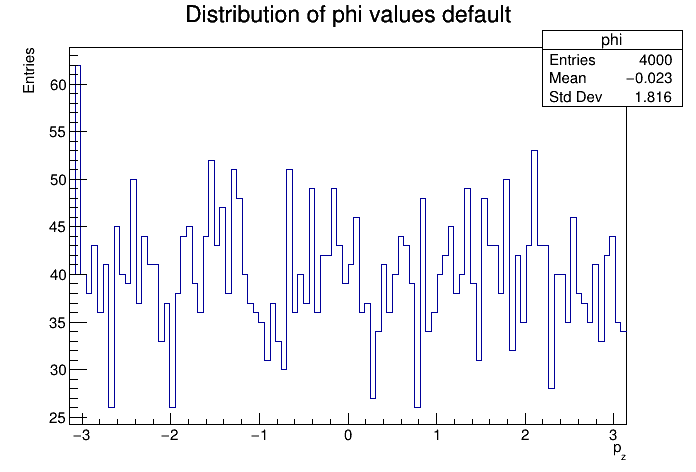 Distribution of phi values default
phi
Entries 4000
Mean −0.023
Std Dev 1.816
Entries
60
55
50
45
40
35
30
25
−3 −2 −1 0 1 2 3
p_z